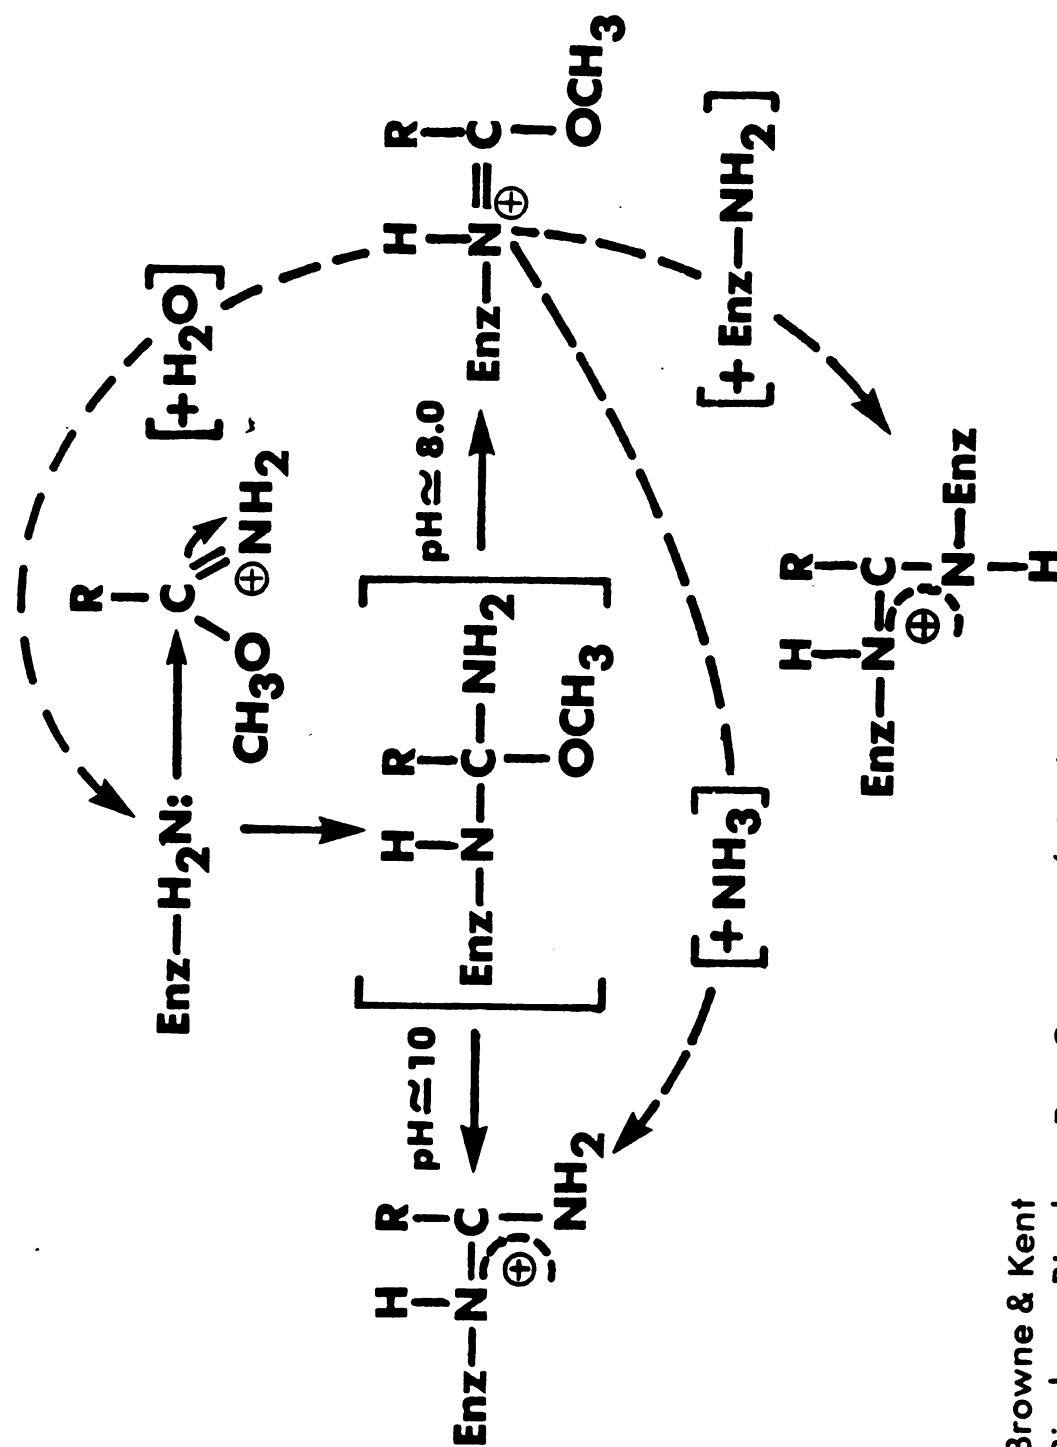 [+H2O]
R
Enz—H2N: C
CH3O ⊕NH2
pH≃10
pH≃8.0
H R
Enz—N=C
⊕ NH2
H R
Enz—N—C—NH2
OCH3
H R
Enz—N=C
⊕ OCH3
[+NH3]
[+Enz—NH2]
H R
Enz—N=C
⊕ N—Enz
H
Browne & Kent